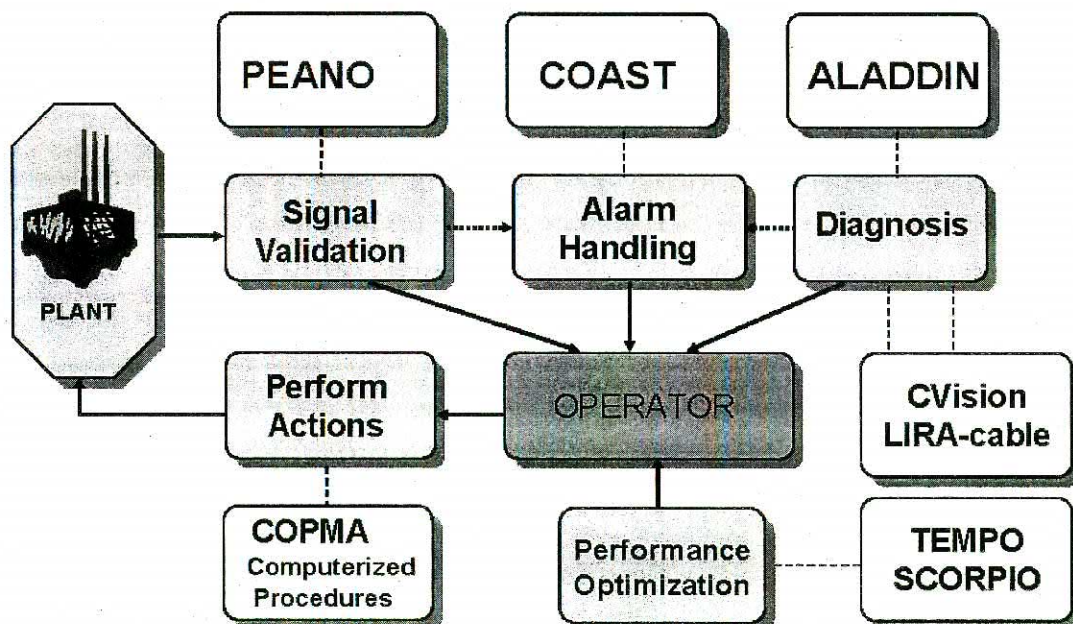 PEANO
COAST
ALADDIN
PLANT
Signal
Validation
Alarm
Handling
Diagnosis
Perform
Actions
OPERATOR
CVision
LIRA-cable
COPMA
Computerized
Procedures
Performance
Optimization
TEMPO
SCORPIO